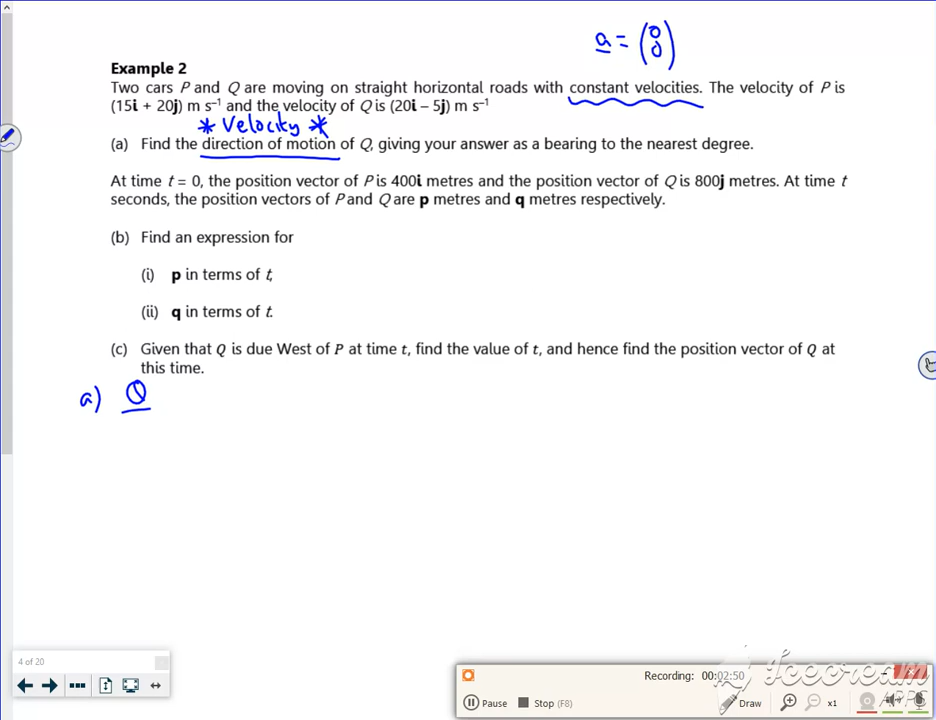 a = (0 0)
Example 2
Two cars P and Q are moving on straight horizontal roads with constant velocities. The velocity of P is
(15i + 20j) m s⁻¹ and the velocity of Q is (20i – 5j) m s⁻¹
* Velocity *
(a) Find the direction of motion of Q, giving your answer as a bearing to the nearest degree.
At time t = 0, the position vector of P is 400i metres and the position vector of Q is 800j metres. At time t
seconds, the position vectors of P and Q are p metres and q metres respectively.
(b) Find an expression for
(i) p in terms of t,
(ii) q in terms of t.
(c) Given that Q is due West of P at time t, find the value of t, and hence find the position vector of Q at
this time.
a) Q
4 of 20
Recording: 00:02:50
Icecream
APPS
Pause Stop (F8) Draw x1